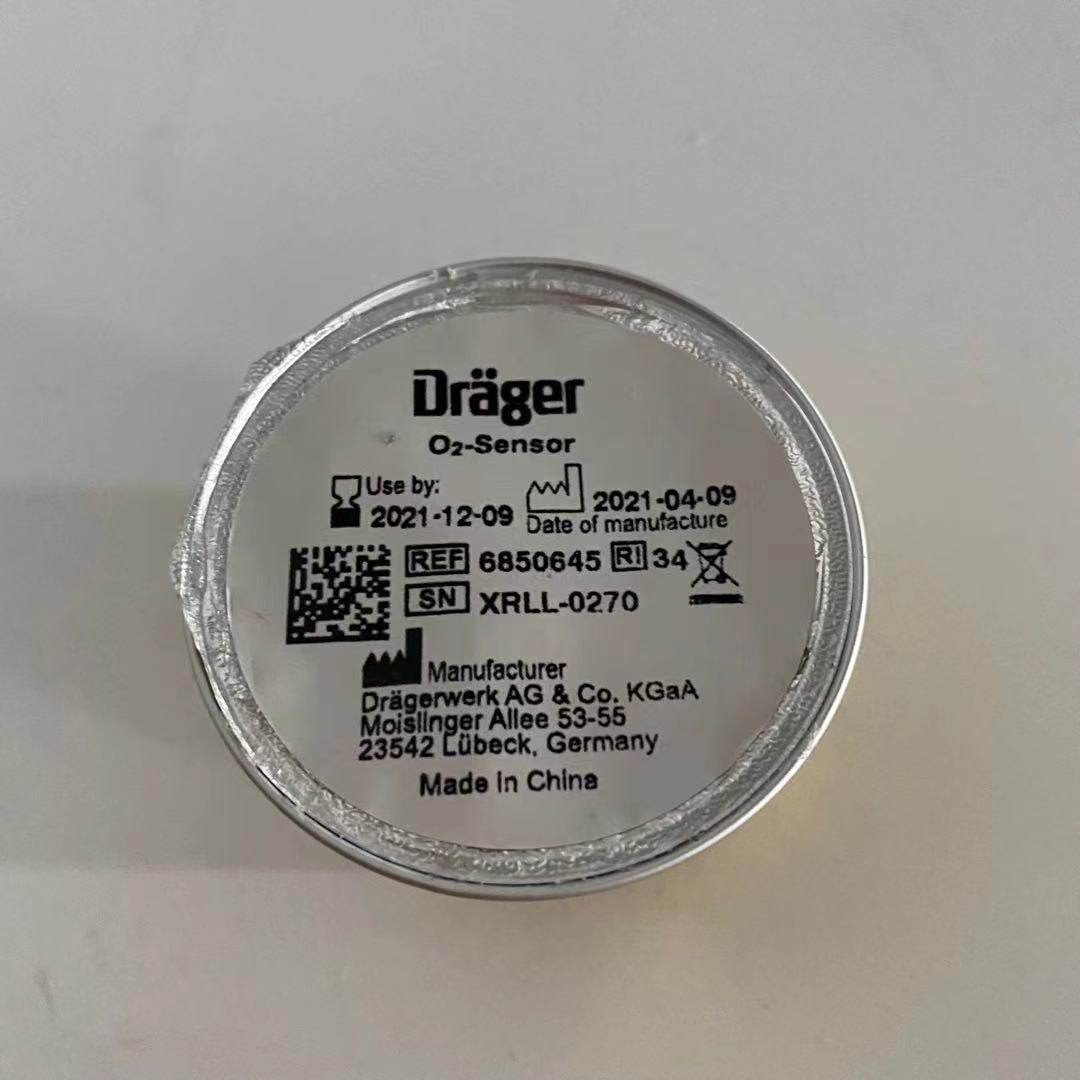 Dräger
O₂-Sensor
Use by:
2021-12-09
2021-04-09
Date of manufacture
REF 6850645 RI 34
SN XRLL-0270
Manufacturer
Drägerwerk AG & Co. KGaA
Moislinger Allee 53-55
23542 Lübeck, Germany
Made in China